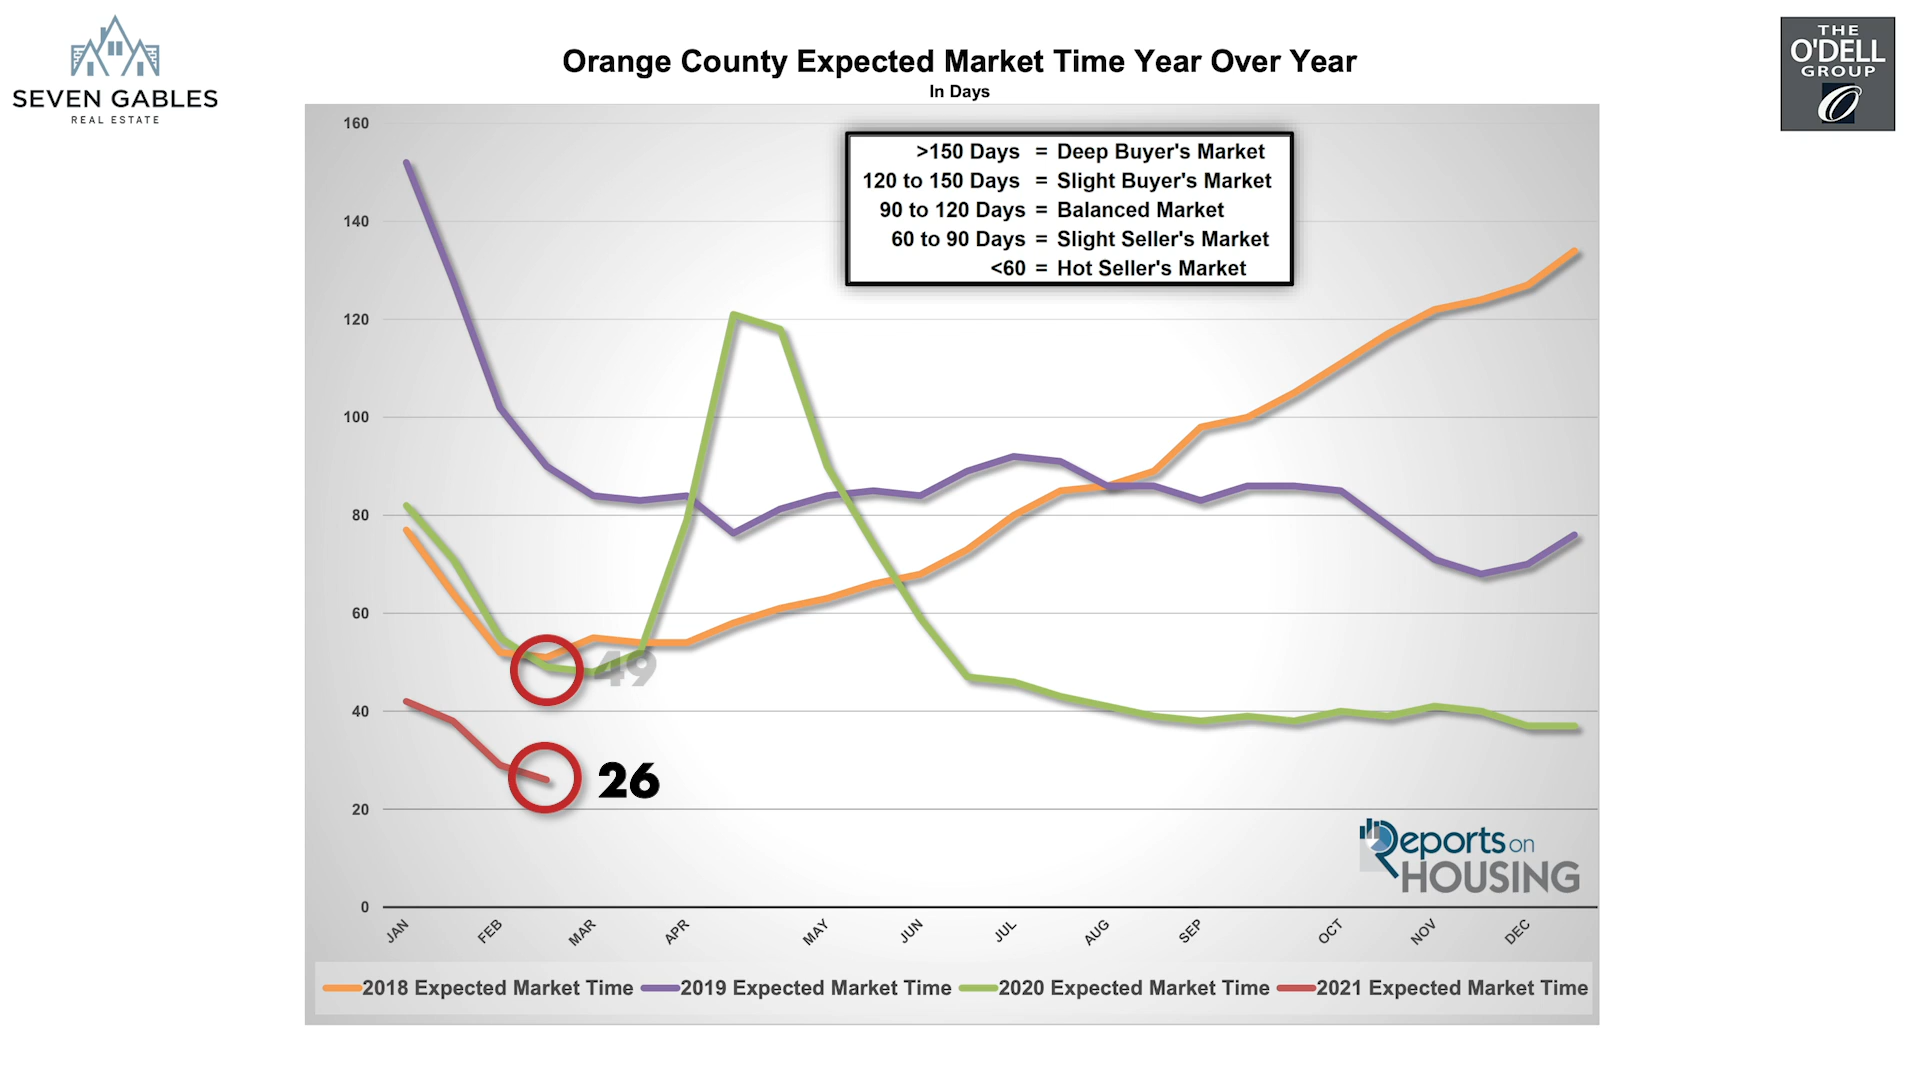 SEVEN GABLES
REAL ESTATE
Orange County Expected Market Time Year Over Year
In Days
THE
O'DELL
GROUP
O
>150 Days = Deep Buyer's Market
120 to 150 Days = Slight Buyer's Market
90 to 120 Days = Balanced Market
60 to 90 Days = Slight Seller's Market
<60 = Hot Seller's Market
160
140
120
100
80
60
40
20
0
49
26
Reports on
HOUSING
JAN FEB MAR APR MAY JUN JUL AUG SEP OCT NOV DEC
2018 Expected Market Time 2019 Expected Market Time 2020 Expected Market Time 2021 Expected Market Time